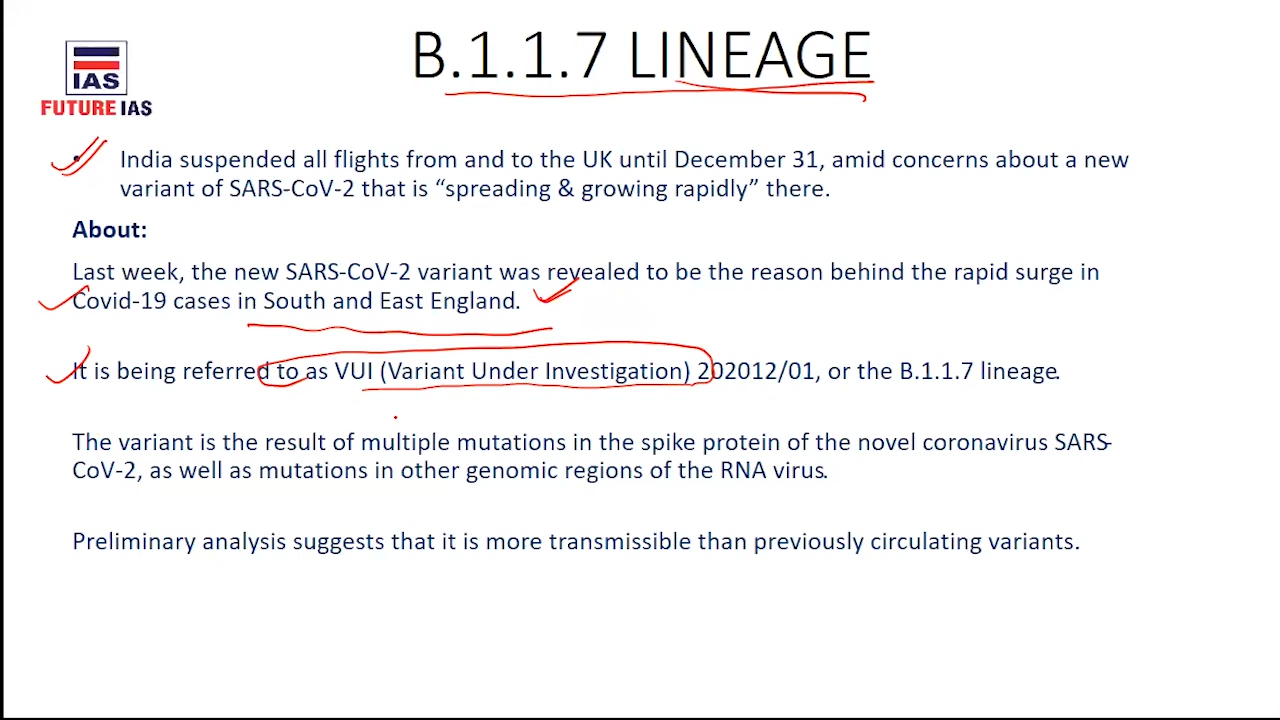 B.1.1.7 LINEAGE
IAS
FUTURE IAS
• India suspended all flights from and to the UK until December 31, amid concerns about a new
variant of SARS-CoV-2 that is “spreading & growing rapidly” there.
About:
Last week, the new SARS-CoV-2 variant was revealed to be the reason behind the rapid surge in
Covid-19 cases in South and East England.
It is being referred to as VUI (Variant Under Investigation) 202012/01, or the B.1.1.7 lineage.
The variant is the result of multiple mutations in the spike protein of the novel coronavirus SARS-
CoV-2, as well as mutations in other genomic regions of the RNA virus.
Preliminary analysis suggests that it is more transmissible than previously circulating variants.